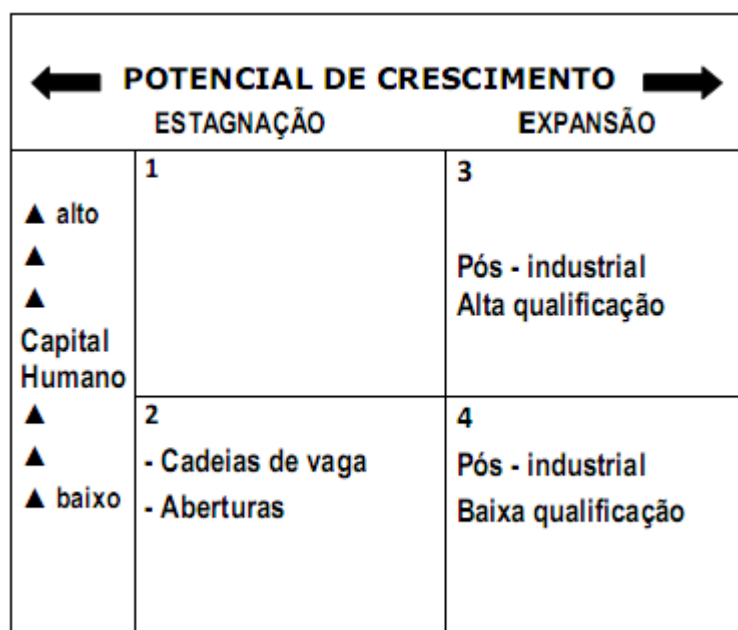 POTENCIAL DE CRESCIMENTO
ESTAGNAÇÃO EXPANSÃO
▲ alto
▲
▲
Capital
Humano
▲
▲
▲ baixo
1
3
Pós - industrial
Alta qualificação
2
- Cadeias de vaga
- Aberturas
4
Pós - industrial
Baixa qualificação